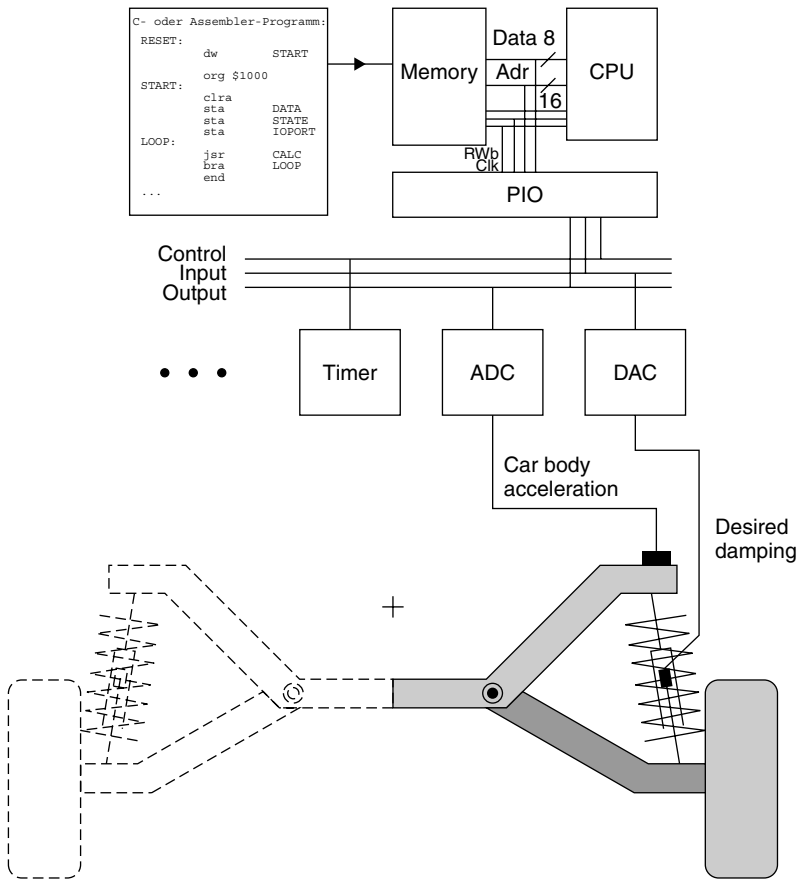 C- oder Assembler-Programm:
RESET:
dw START
org $1000
START:
clra
sta DATA
sta STATE
sta IOPORT
LOOP:
jsr CALC
bra LOOP
end
...
Memory
Data 8
Adr
16
CPU
RWb
Clk
PIO
Control
Input
Output
Timer
ADC
DAC
Car body
acceleration
Desired
damping